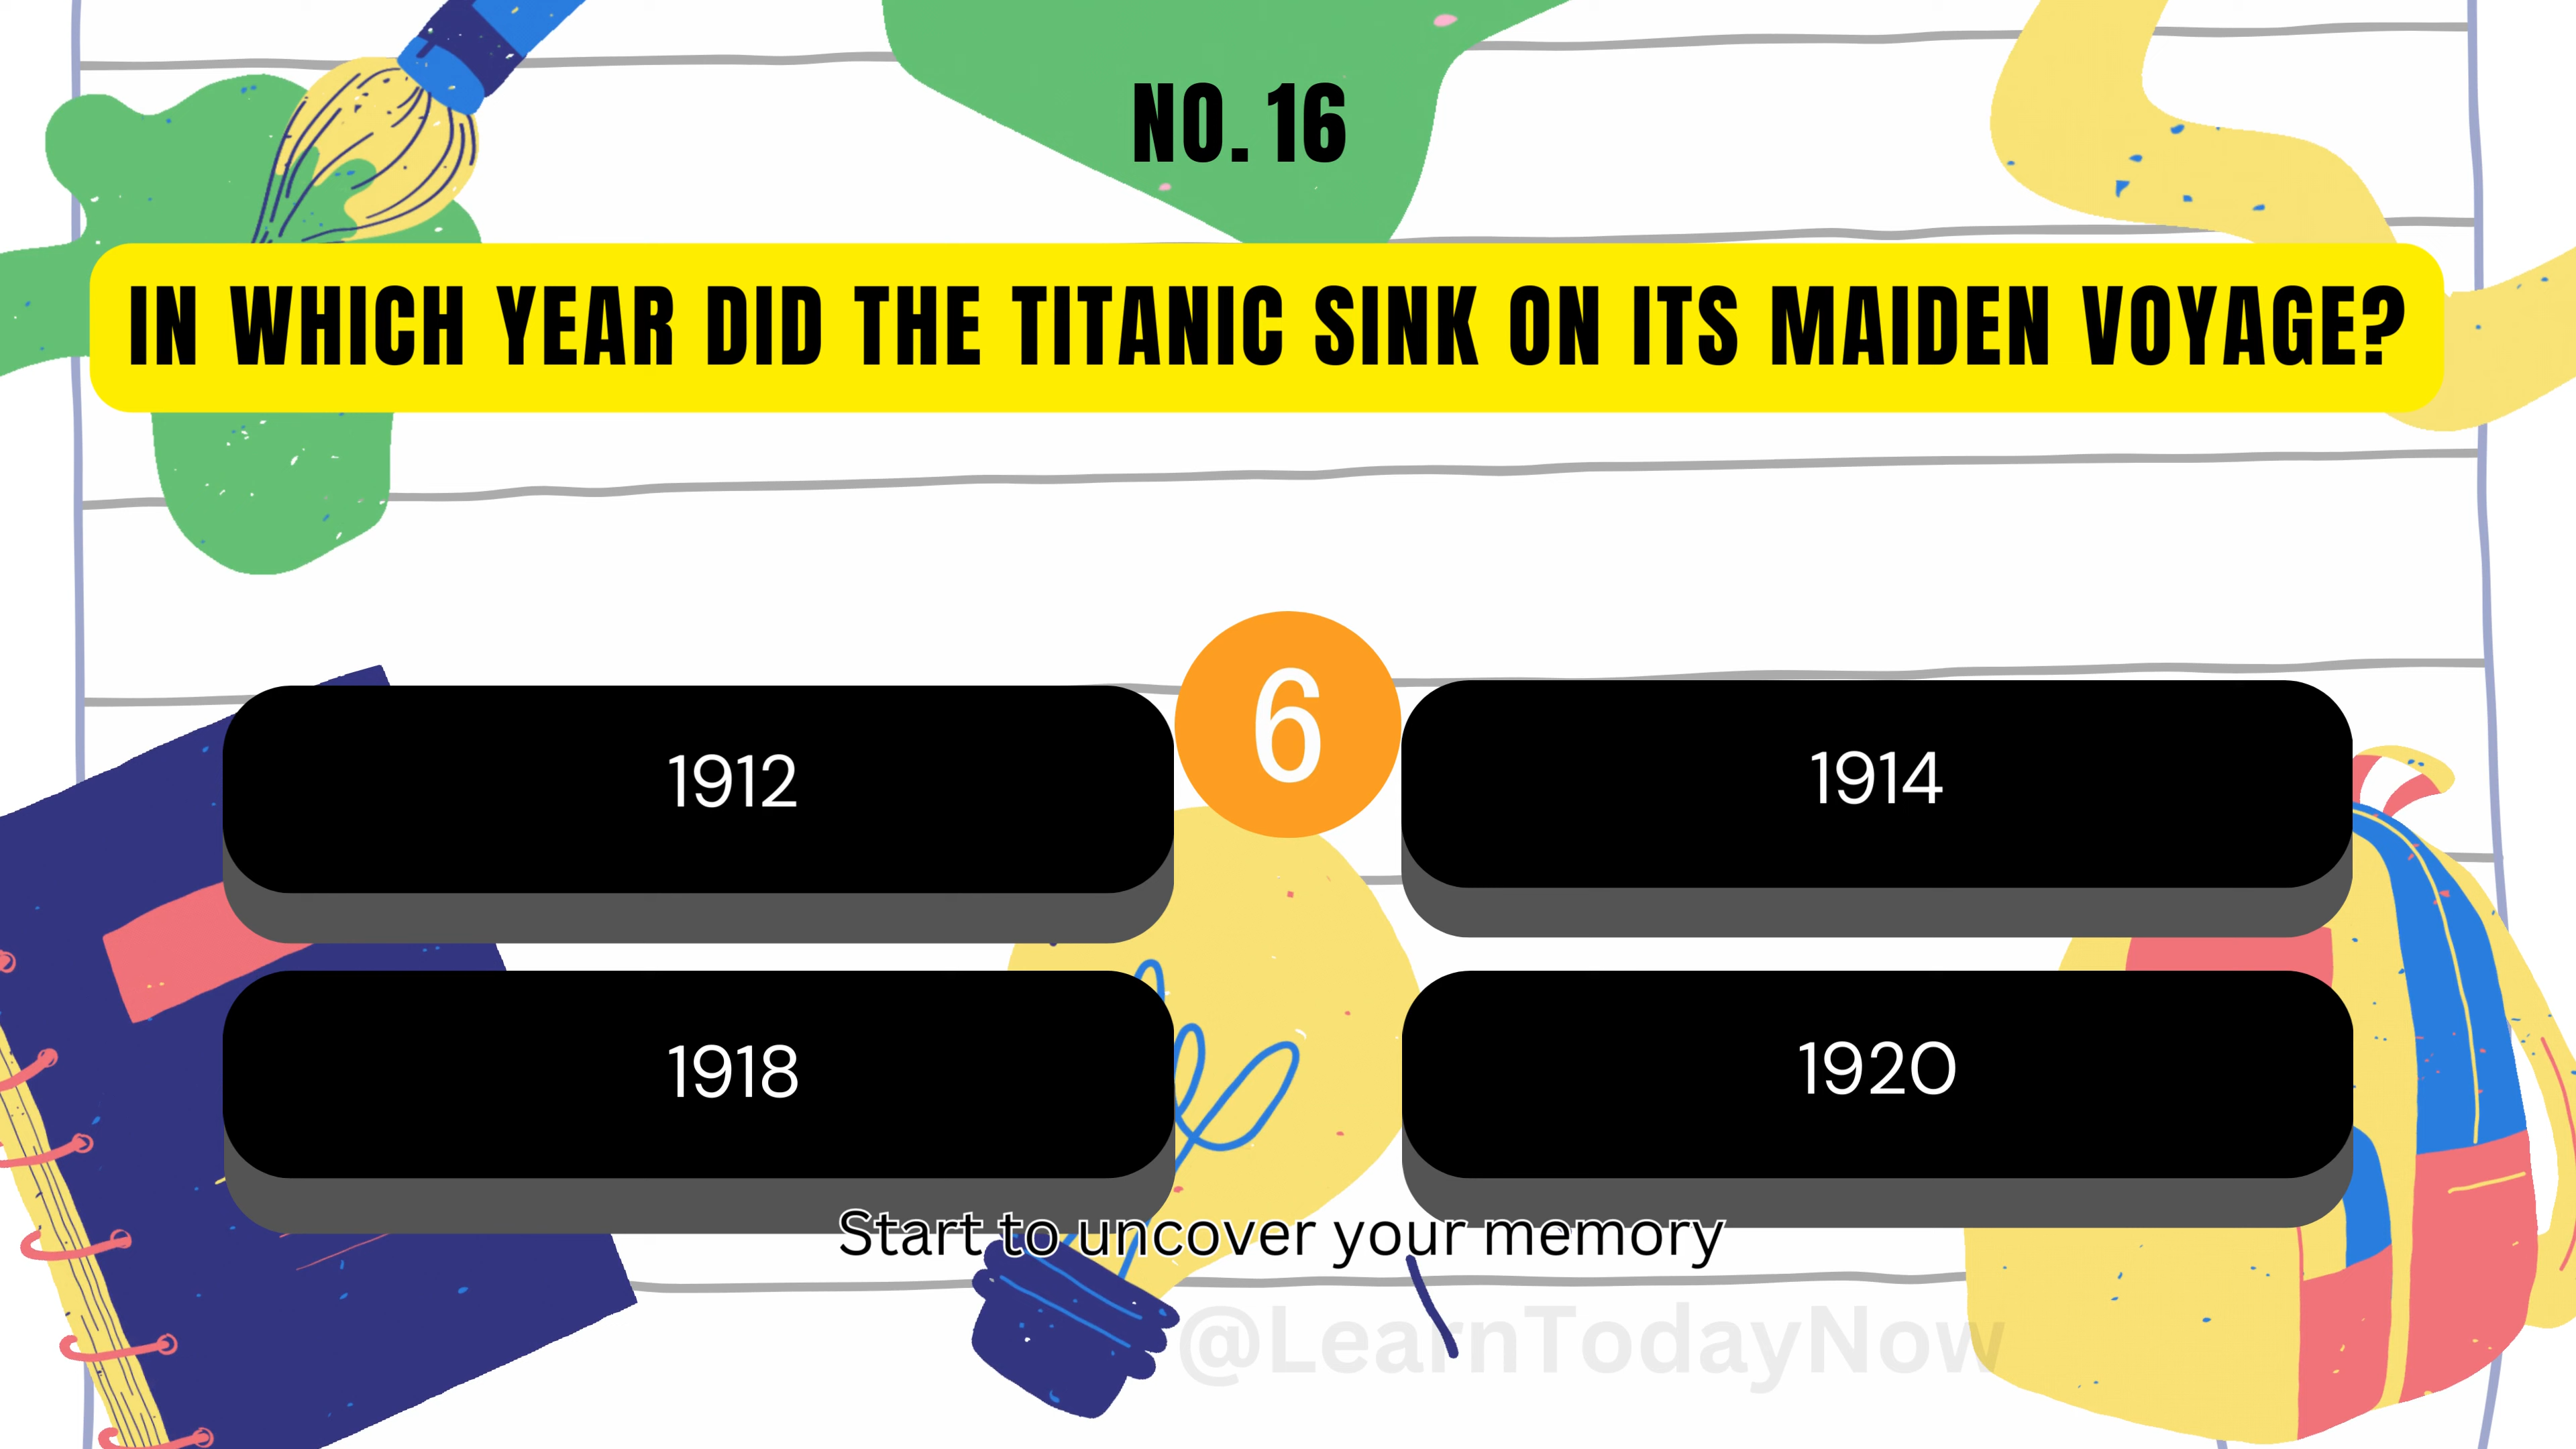 NO. 16
IN WHICH YEAR DID THE TITANIC SINK ON ITS MAIDEN VOYAGE?
6
1912
1914
1918
1920
Start to uncover your memory
@LearnTodayNow